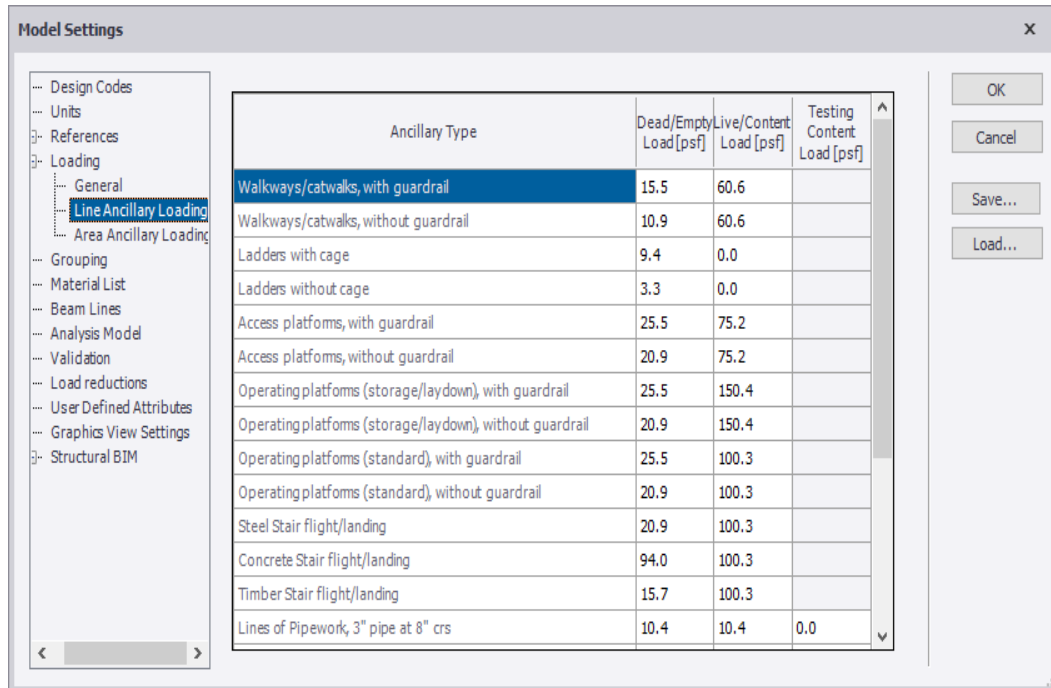 Model Settings
x
Design Codes
Units
References
Loading
General
Line Ancillary Loading
Area Ancillary Loading
Grouping
Material List
Beam Lines
Analysis Model
Validation
Load reductions
User Defined Attributes
Graphics View Settings
Structural BIM
Ancillary Type
Dead/Empty Load [psf]
Live/Content Load [psf]
Testing Content Load [psf]
Walkways/catwalks, with guardrail 15.5 60.6
Walkways/catwalks, without guardrail 10.9 60.6
Ladders with cage 9.4 0.0
Ladders without cage 3.3 0.0
Access platforms, with guardrail 25.5 75.2
Access platforms, without guardrail 20.9 75.2
Operating platforms (storage/laydown), with guardrail 25.5 150.4
Operating platforms (storage/laydown), without guardrail 20.9 150.4
Operating platforms (standard), with guardrail 25.5 100.3
Operating platforms (standard), without guardrail 20.9 100.3
Steel Stair flight/landing 20.9 100.3
Concrete Stair flight/landing 94.0 100.3
Timber Stair flight/landing 15.7 100.3
Lines of Pipework, 3" pipe at 8" crs 10.4 10.4 0.0
OK
Cancel
Save...
Load...